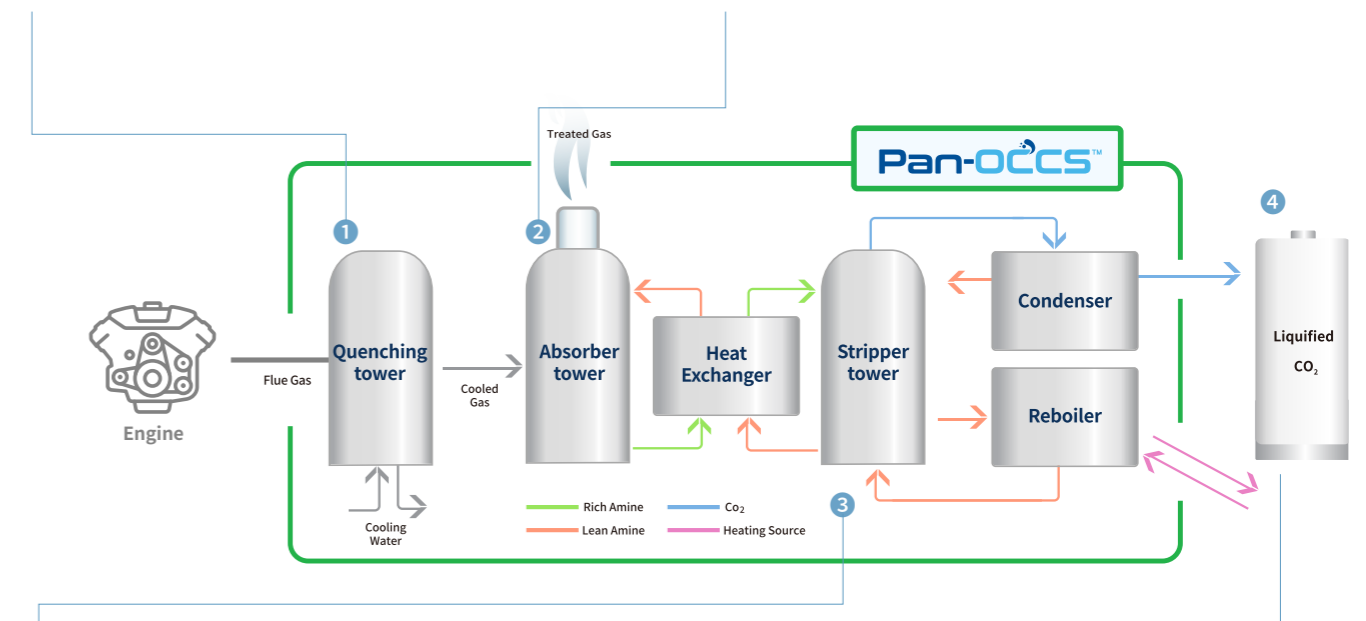 Treated Gas
Pan-OCCS™
1
2
4
Condenser
Liquified
CO₂
Quenching
tower
Absorber
tower
Heat
Exchanger
Stripper
tower
Flue Gas
Cooled
Gas
Reboiler
Engine
3
Rich Amine
Co₂
Lean Amine
Heating Source
Cooling
Water